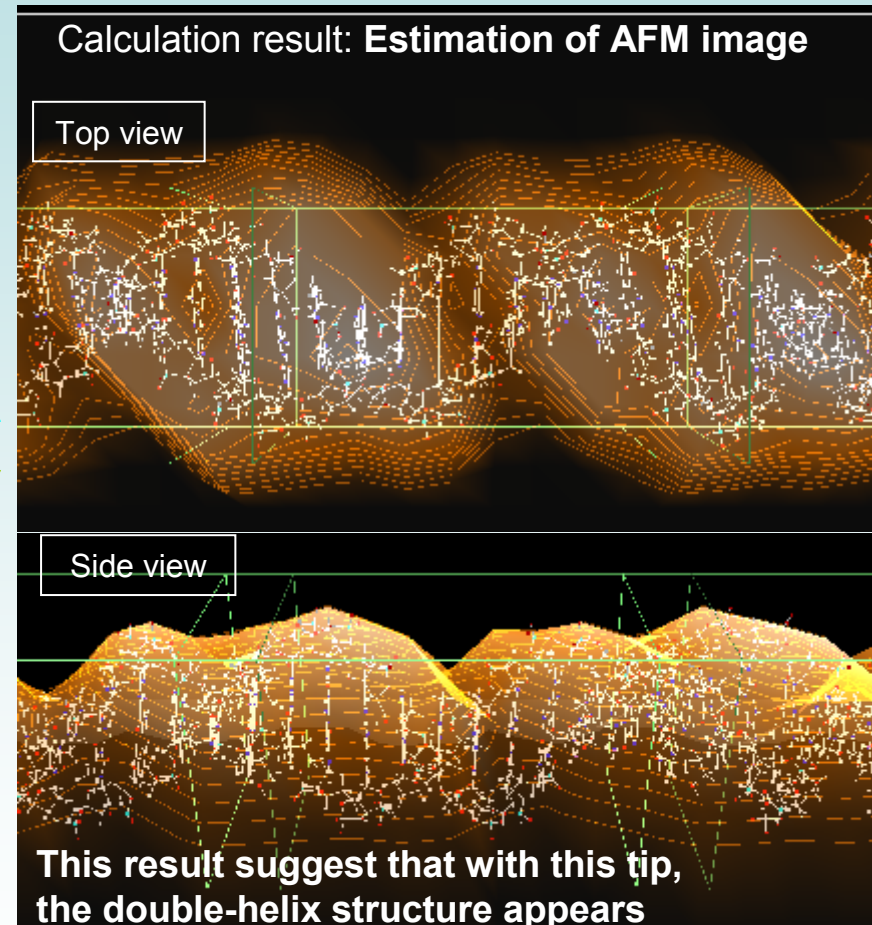 Calculation result: Estimation of AFM image
Top view
Side view
This result suggest that with this tip,
the double-helix structure appears